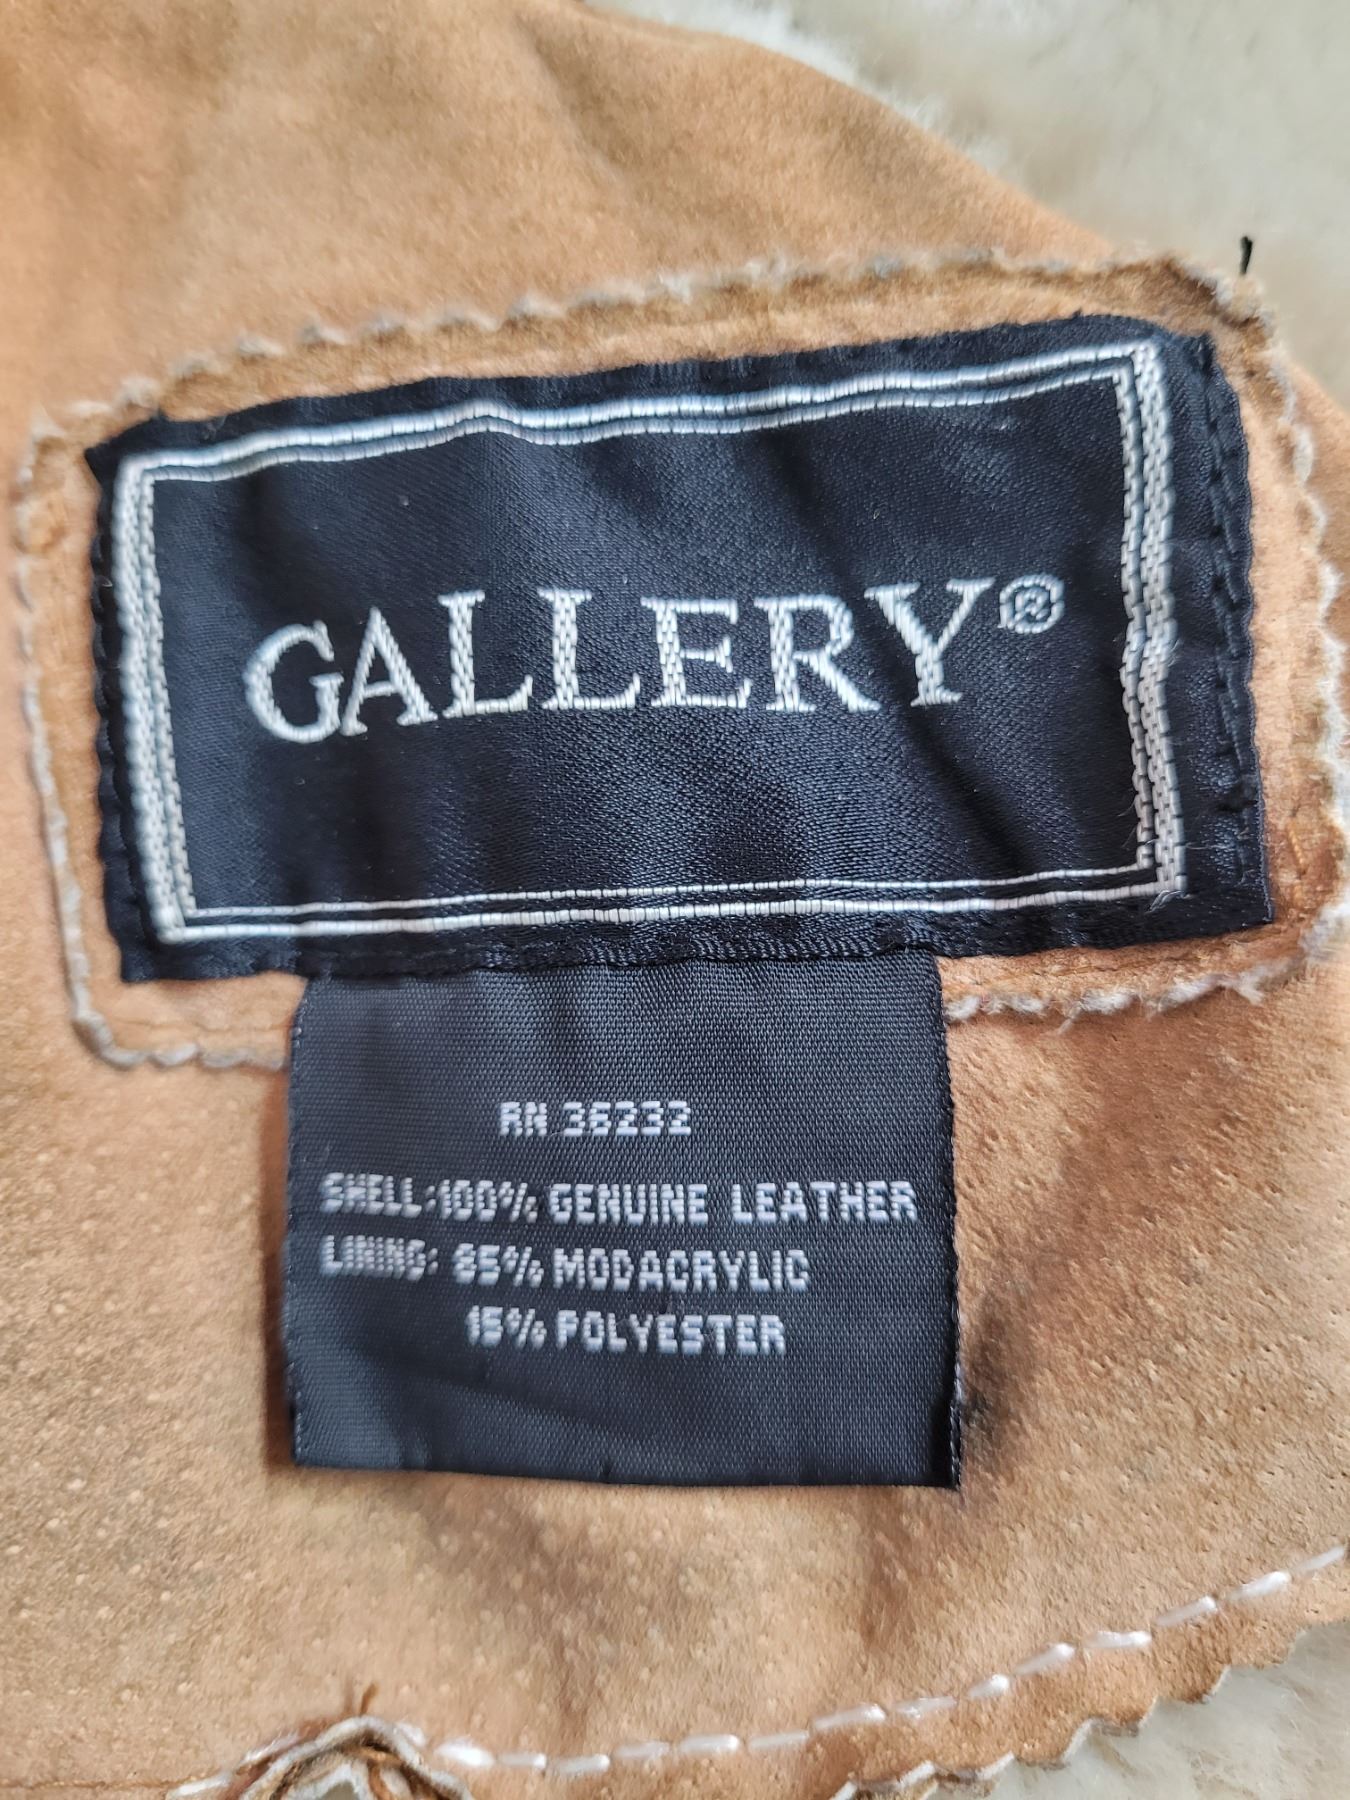 GALLERY®
RN 36232
SHELL:100% GENUINE LEATHER
LINING: 85% MODACRYLIC
15% POLYESTER